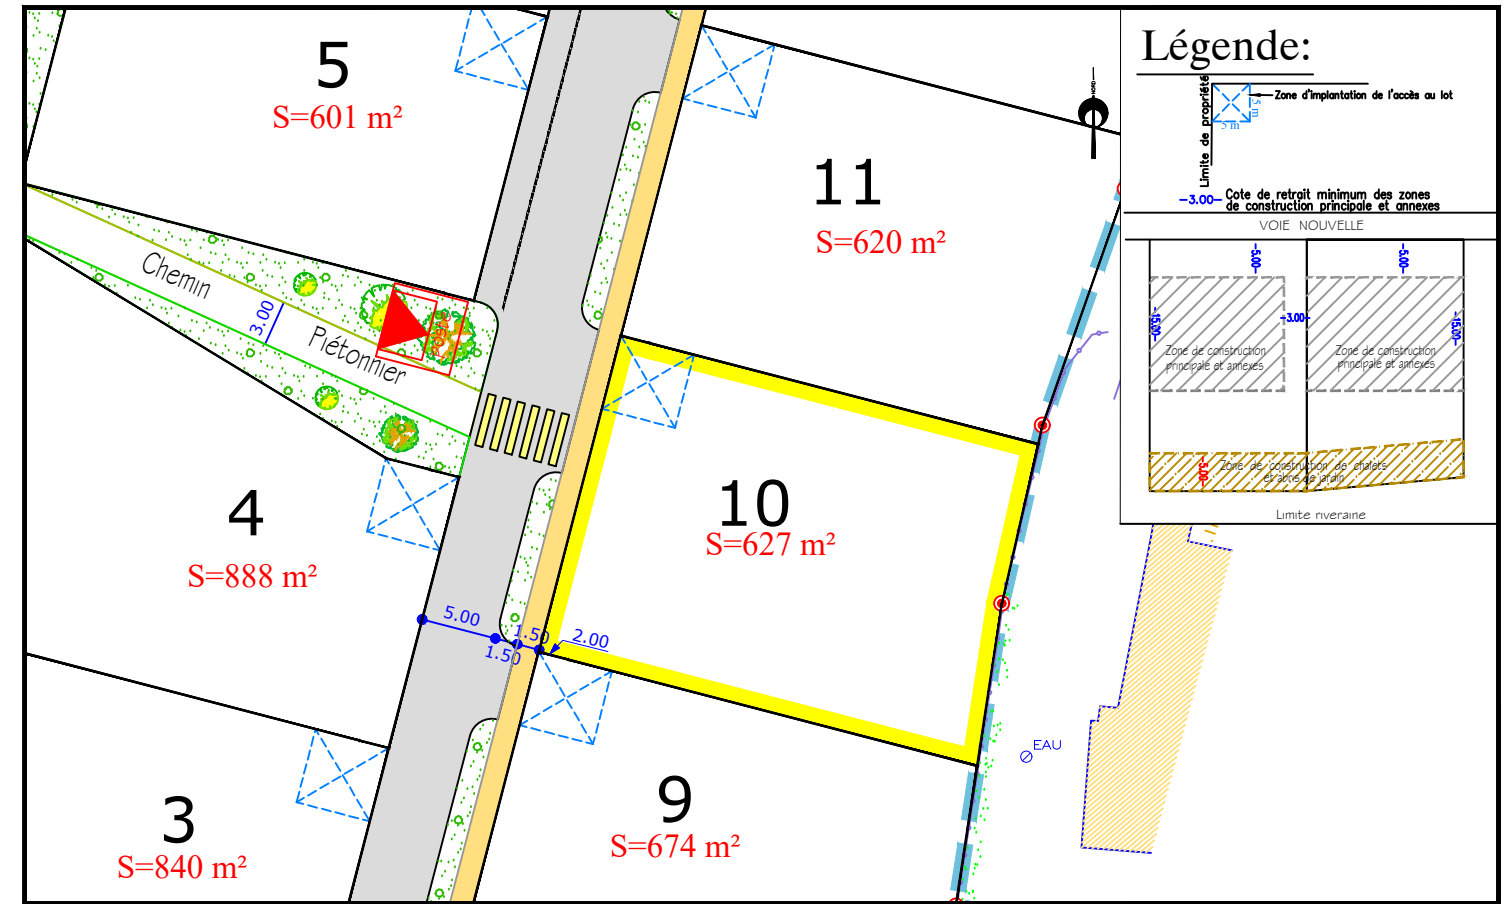 5
S=601 m²
11
S=620 m²
NORD
Chemin
Piétonnier
3.00
10
S=627 m²
4
S=888 m²
5.00
1.50
1.50
2.00
3
S=840 m²
9
S=674 m²
EAU
Légende:
Limite de propriété
Zone d'implantation de l'accès au lot
5 m
5 m
-3.00-
Cote de retrait minimum des zones
de construction principale et annexes
VOIE NOUVELLE
-5.00-
-5.00-
-15.00-
-3.00-
-15.00-
Zone de construction
principale et annexes
Zone de construction
principale et annexes
-5.00-
Zone de construction de chalets
et abris de jardin
Limite riveraine